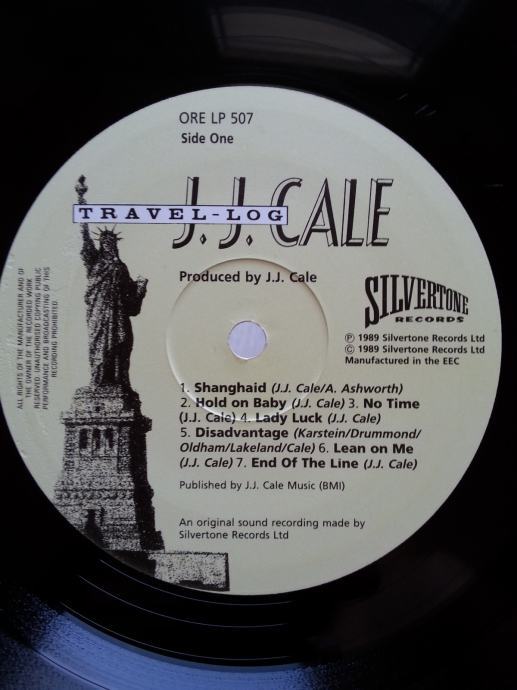 ORE LP 507
Side One
TRAVEL-LOG
J.J. CALE
Produced by J.J. Cale
SILVERTONE
RECORDS
℗ 1989 Silvertone Records Ltd
© 1989 Silvertone Records Ltd
Manufactured in the EEC
1. Shanghaid (J.J. Cale/A. Ashworth)
2. Hold on Baby (J.J. Cale) 3. No Time
(J.J. Cale) 4. Lady Luck (J.J. Cale)
5. Disadvantage (Karstein/Drummond/
Oldham/Lakeland/Cale) 6. Lean on Me
(J.J. Cale) 7. End Of The Line (J.J. Cale)
Published by J.J. Cale Music (BMI)
An original sound recording made by
Silvertone Records Ltd
ALL RIGHTS OF THE MANUFACTURER AND OF
THE OWNER OF THE RECORDED WORK
RESERVED UNAUTHORISED COPYING PUBLIC
PERFORMANCE AND BROADCASTING OF THIS
RECORDING PROHIBITED